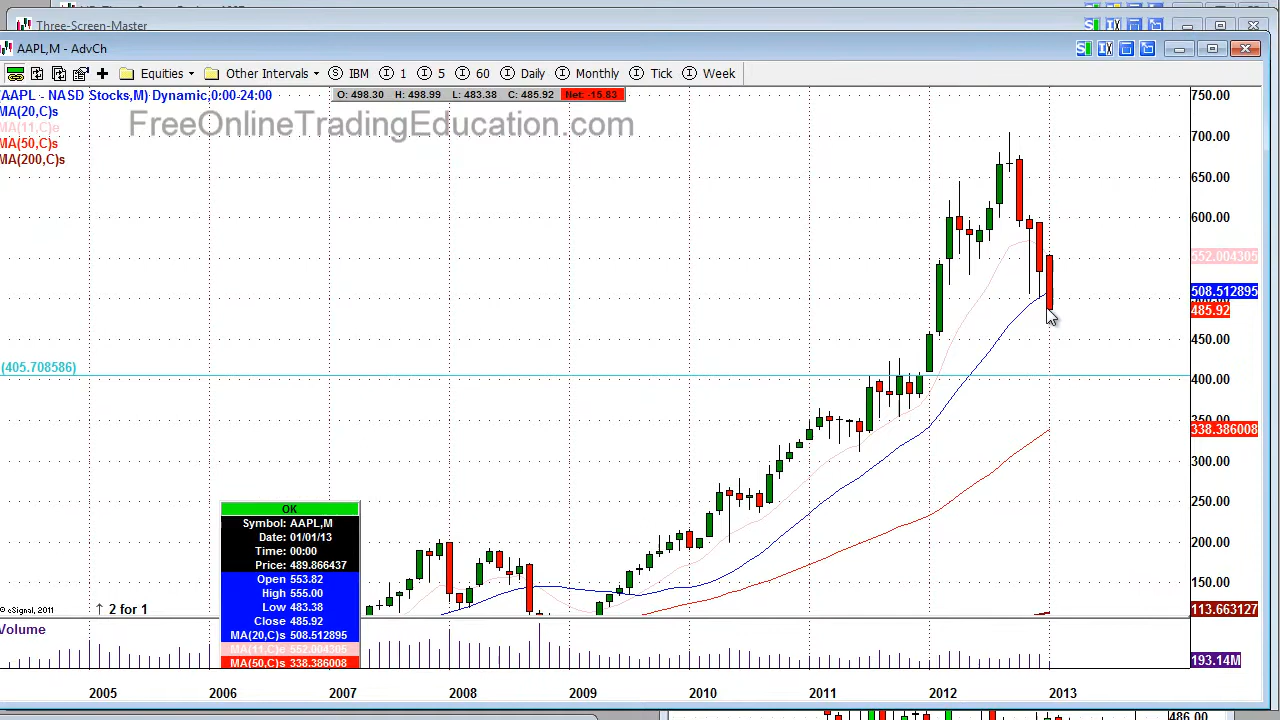 Three-Screen-Master
AAPL,M - AdvCh
Equities Other Intervals IBM 1 5 60 Daily Monthly Tick Week
(AAPL - NASD Stocks,M) Dynamic,0:00-24:00
O: 498.30 H: 498.99 L: 483.38 C: 485.92 Net: -15.83
750.00
MA(20,C)s
FreeOnlineTradingEducation.com
MA(11,C)e
700.00
MA(50,C)s
MA(200,C)s
650.00
600.00
552.004305
508.512895
485.92
450.00
(405.708586)
400.00
338.386008
300.00
250.00
200.00
150.00
OK
Symbol: AAPL,M
Date: 01/01/13
Time: 00:00
Price: 489.866437
Open 553.82
High 555.00
Low 483.38
Close 485.92
MA(20,C)s 508.512895
MA(11,C)e 552.004305
MA(50,C)s 338.386008
© eSignal, 2011
↑ 2 for 1
113.663127
Volume
193.14M
2005 2006 2007 2008 2009 2010 2011 2012 2013
486.00